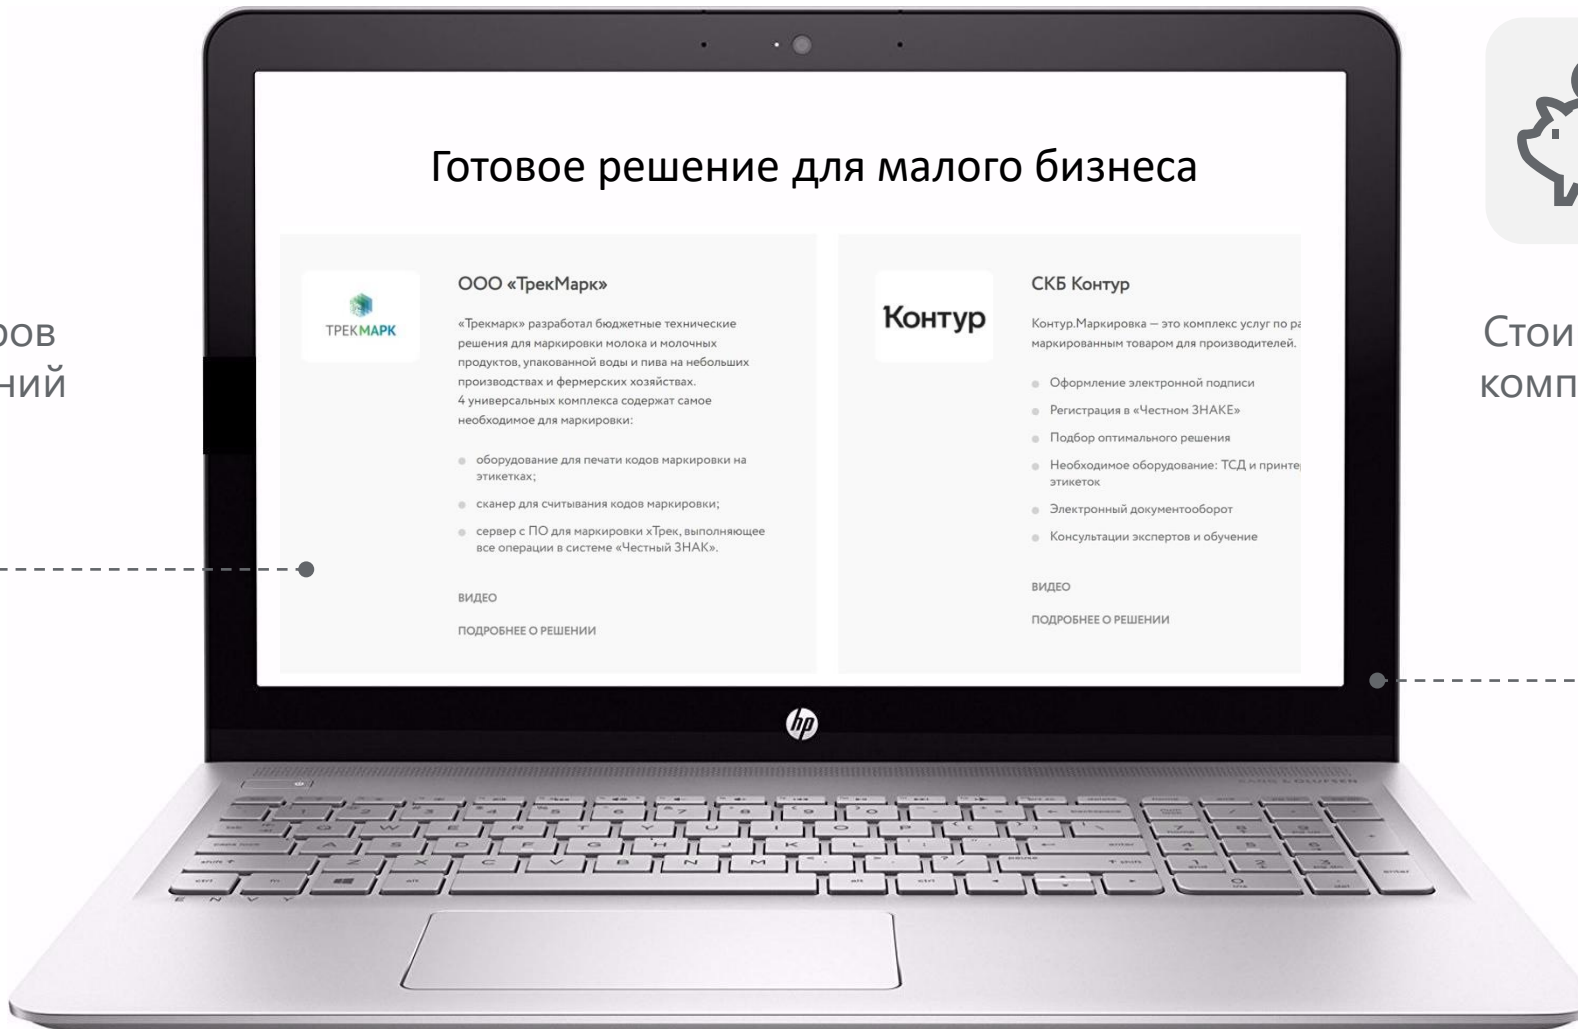 Готовое решение для малого бизнеса
ТРЕКМАРК
ООО «ТрекМарк»
«Трекмарк» разработал бюджетные технические
решения для маркировки молока и молочных
продуктов, упакованной воды и пива на небольших
производствах и фермерских хозяйствах.
4 универсальных комплекса содержат самое
необходимое для маркировки:
оборудование для печати кодов маркировки на
этикетках;
сканер для считывания кодов маркировки;
сервер с ПО для маркировки хТрек, выполняющее
все операции в системе «Честный ЗНАК».
ВИДЕО
ПОДРОБНЕЕ О РЕШЕНИИ
Контур
СКБ Контур
Контур.Маркировка — это комплекс услуг по ра
маркированным товаром для производителей.
Оформление электронной подписи
Регистрация в «Честном ЗНАКЕ»
Подбор оптимального решения
Необходимое оборудование: ТСД и принте
этикеток
Электронный документооборот
Консультации экспертов и обучение
ВИДЕО
ПОДРОБНЕЕ О РЕШЕНИИ
ров
ний
Стои
комп
hp
BANG & OLUFSEN
ENVY